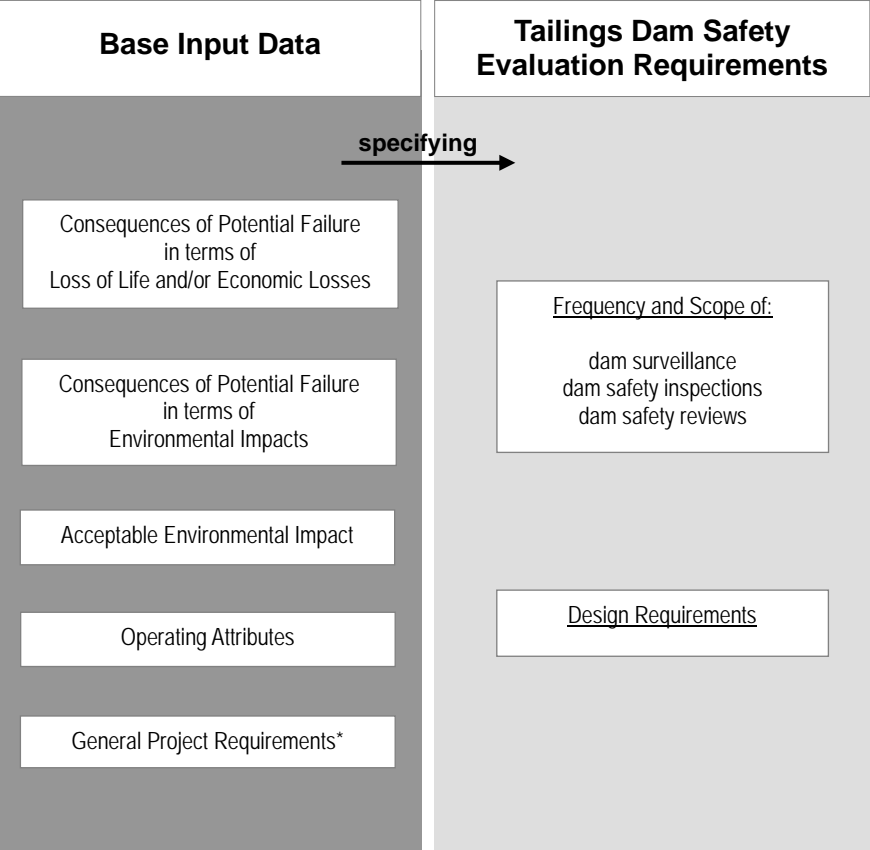 Base Input Data
Tailings Dam Safety
Evaluation Requirements
specifying
Consequences of Potential Failure
in terms of
Loss of Life and/or Economic Losses
Consequences of Potential Failure
in terms of
Environmental Impacts
Acceptable Environmental Impact
Operating Attributes
General Project Requirements*
Frequency and Scope of:
dam surveillance
dam safety inspections
dam safety reviews
Design Requirements